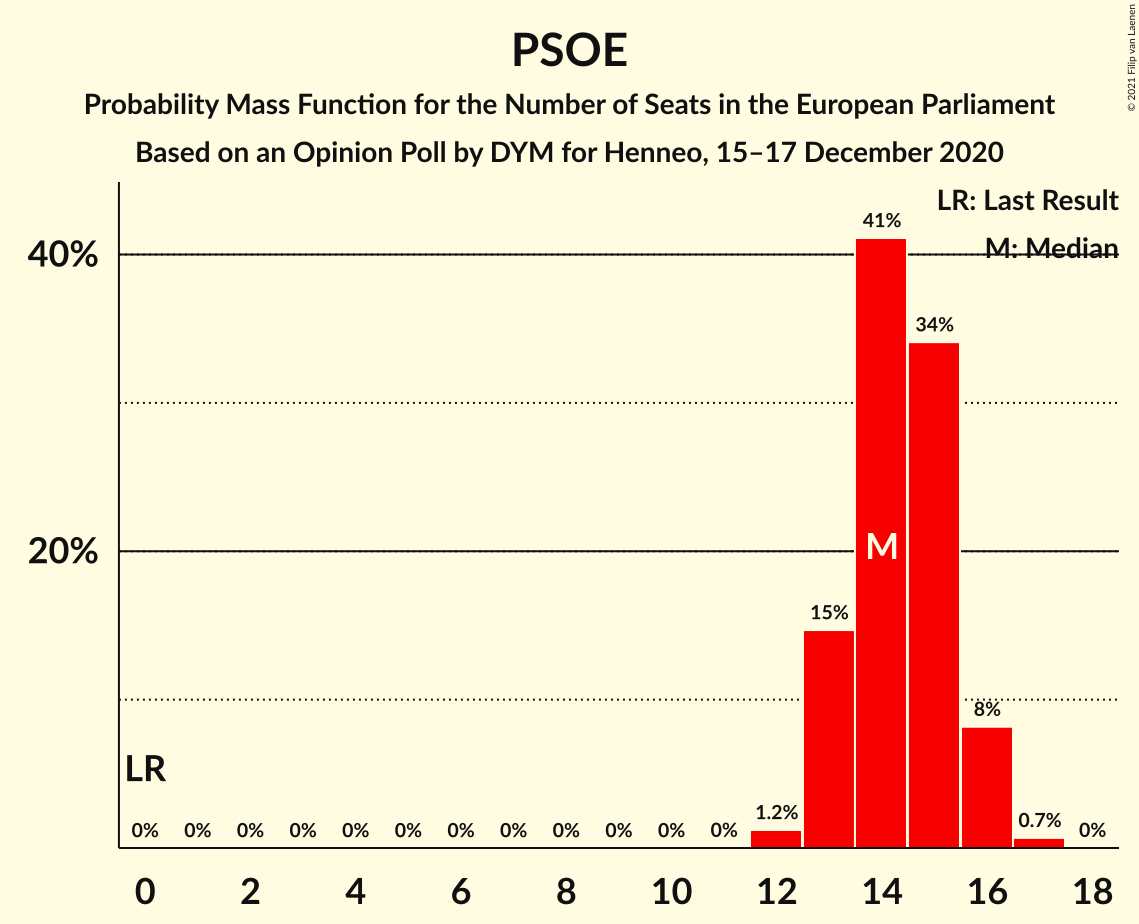 PSOE
Probability Mass Function for the Number of Seats in the European Parliament
Based on an Opinion Poll by DYM for Henneo, 15–17 December 2020
© 2021 Filip van Laenen
LR: Last Result
M: Median
40%
20%
41%
34%
15%
8%
1.2%
0.7%
M
LR
0% 0% 0% 0% 0% 0% 0% 0% 0% 0% 0% 0% 0%
0 2 4 6 8 10 12 14 16 18